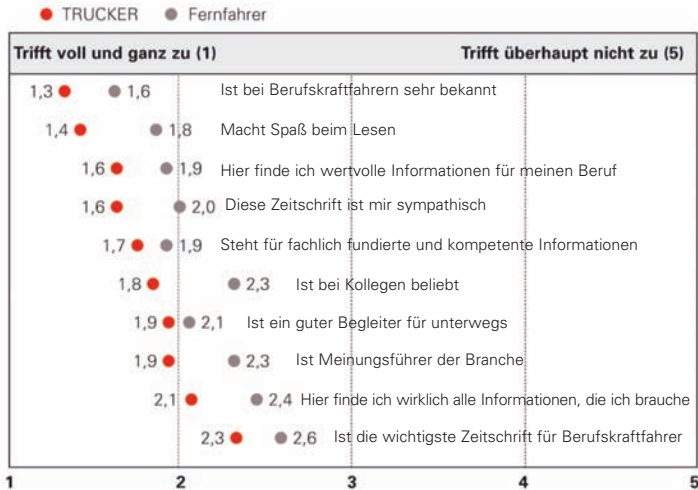 TRUCKER Fernfahrer
Trifft voll und ganz zu (1) Trifft überhaupt nicht zu (5)
1,3 1,6 Ist bei Berufskraftfahrern sehr bekannt
1,4 1,8 Macht Spaß beim Lesen
1,6 1,9 Hier finde ich wertvolle Informationen für meinen Beruf
1,6 2,0 Diese Zeitschrift ist mir sympathisch
1,7 1,9 Steht für fachlich fundierte und kompetente Informationen
1,8 2,3 Ist bei Kollegen beliebt
1,9 2,1 Ist ein guter Begleiter für unterwegs
1,9 2,3 Ist Meinungsführer der Branche
2,1 2,4 Hier finde ich wirklich alle Informationen, die ich brauche
2,3 2,6 Ist die wichtigste Zeitschrift für Berufskraftfahrer
1 2 3 4 5